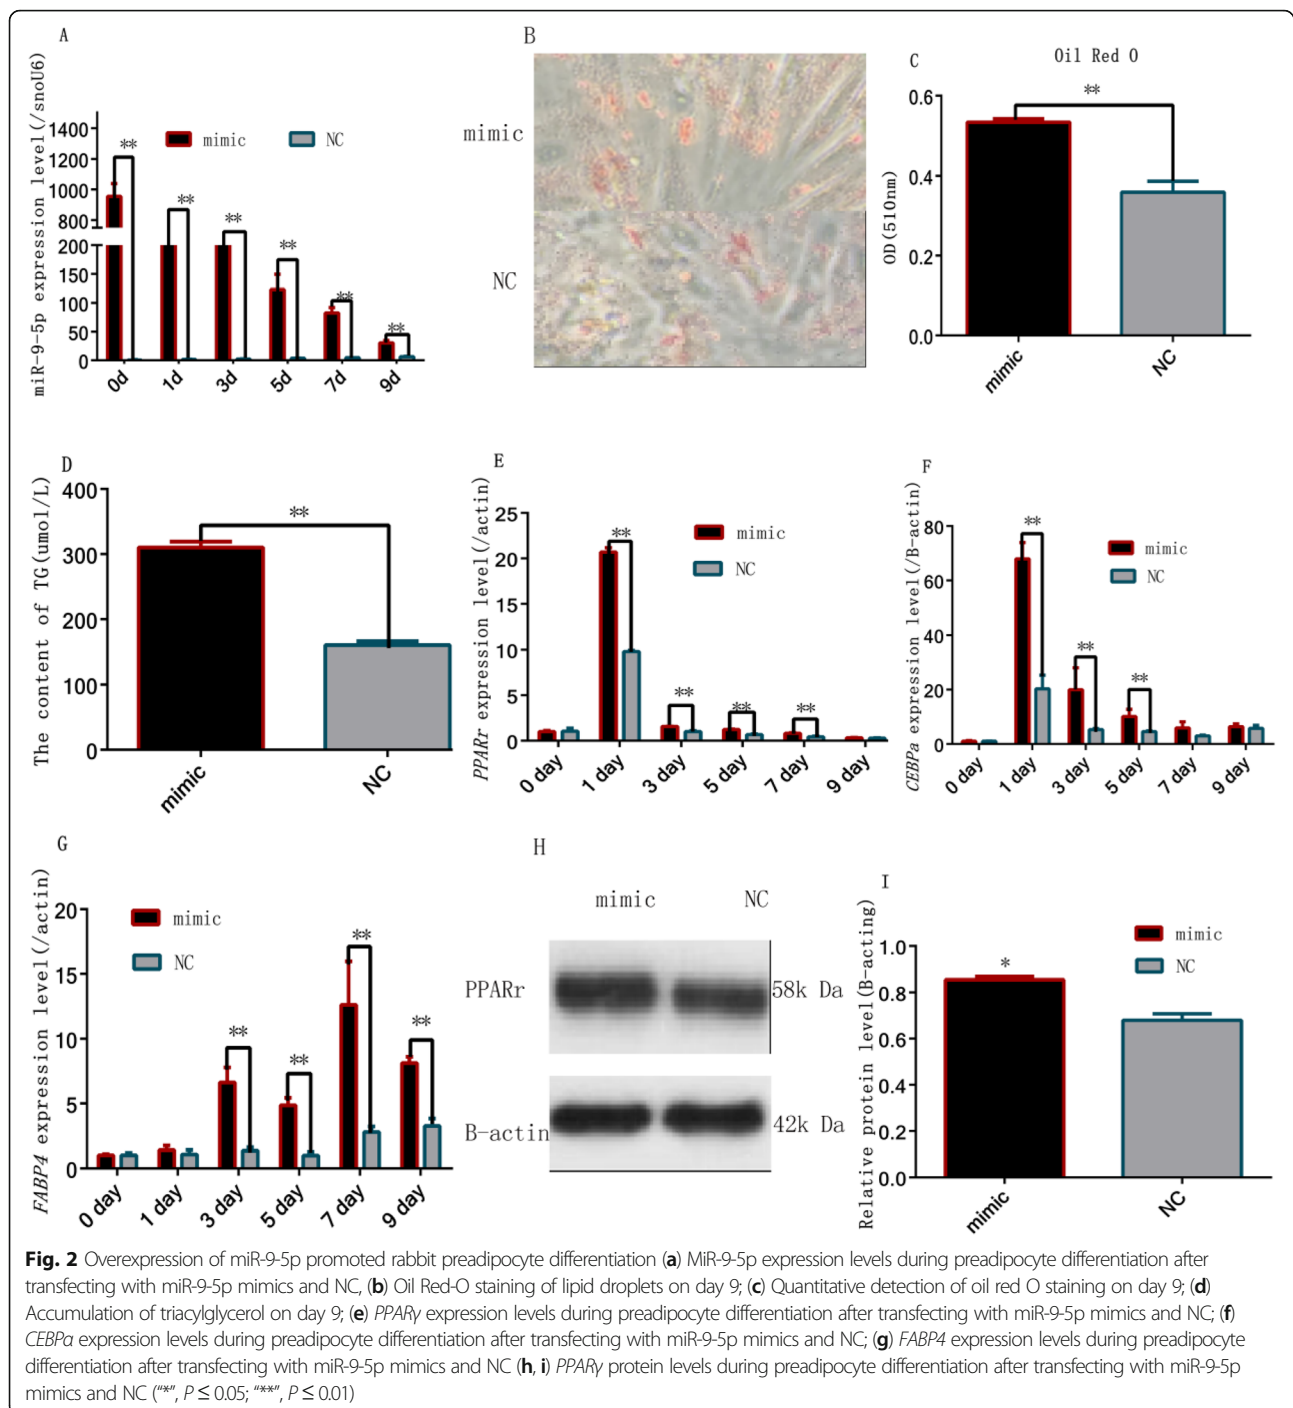 A
miR-9-5p expression level(/snoU6)
1400
1200
1000
800
200
150
100
50
0
mimic
NC
**
**
**
**
**
**
0d
1d
3d
5d
7d
9d
B
mimic
NC
C
Oil Red O
OD(510nm)
0.6
0.4
0.2
0.0
**
mimic
NC
D
The content of TG(umol/L)
400
300
200
100
0
**
mimic
NC
E
PPARr expression level(/actin)
25
20
15
10
5
0
mimic
NC
**
**
**
**
0 day
1 day
3 day
5 day
7 day
9 day
F
CEBPa expression level(/B-actin)
80
60
40
20
0
mimic
NC
**
**
**
0 day
1 day
3 day
5 day
7 day
9 day
G
FABP4 expression level(/actin)
20
15
10
5
0
mimic
NC
**
**
**
**
0 day
1 day
3 day
5 day
7 day
9 day
H
mimic NC
PPARr 58k Da
B-actin 42k Da
I
Relative protein level(B-acting)
1.0
0.8
0.6
0.4
0.2
0.0
*
mimic
NC
mimic
NC
Fig. 2 Overexpression of miR-9-5p promoted rabbit preadipocyte differentiation (a) MiR-9-5p expression levels during preadipocyte differentiation after
transfecting with miR-9-5p mimics and NC, (b) Oil Red-O staining of lipid droplets on day 9; (c) Quantitative detection of oil red O staining on day 9; (d)
Accumulation of triacylglycerol on day 9; (e) PPARγ expression levels during preadipocyte differentiation after transfecting with miR-9-5p mimics and NC; (f)
CEBPα expression levels during preadipocyte differentiation after transfecting with miR-9-5p mimics and NC; (g) FABP4 expression levels during preadipocyte
differentiation after transfecting with miR-9-5p mimics and NC (h, i) PPARγ protein levels during preadipocyte differentiation after transfecting with miR-9-5p
mimics and NC (“*”, P ≤ 0.05; “**”, P ≤ 0.01)